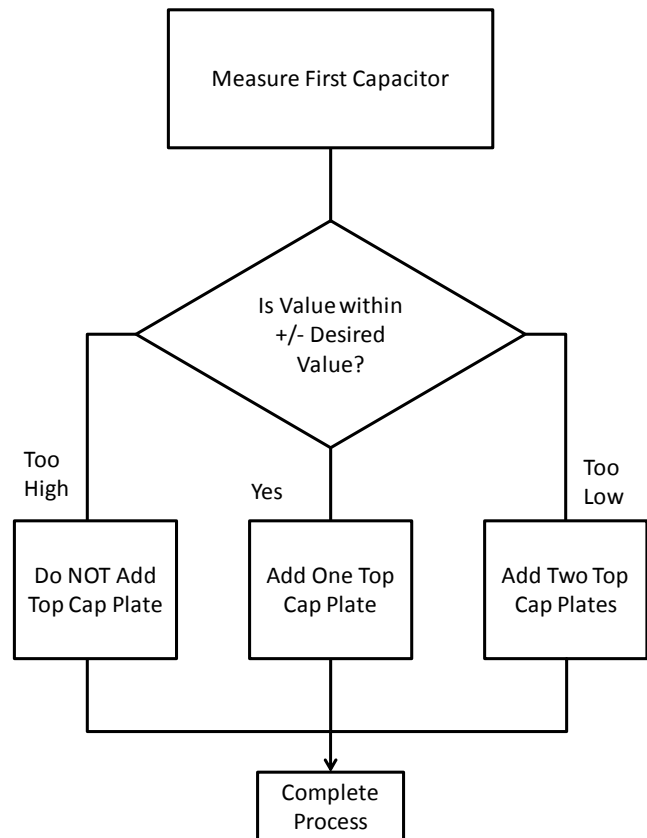 Measure First Capacitor
Is Value within
+/- Desired
Value?
Too
High
Yes
Too
Low
Do NOT Add
Top Cap Plate
Add One Top
Cap Plate
Add Two Top
Cap Plates
Complete
Process